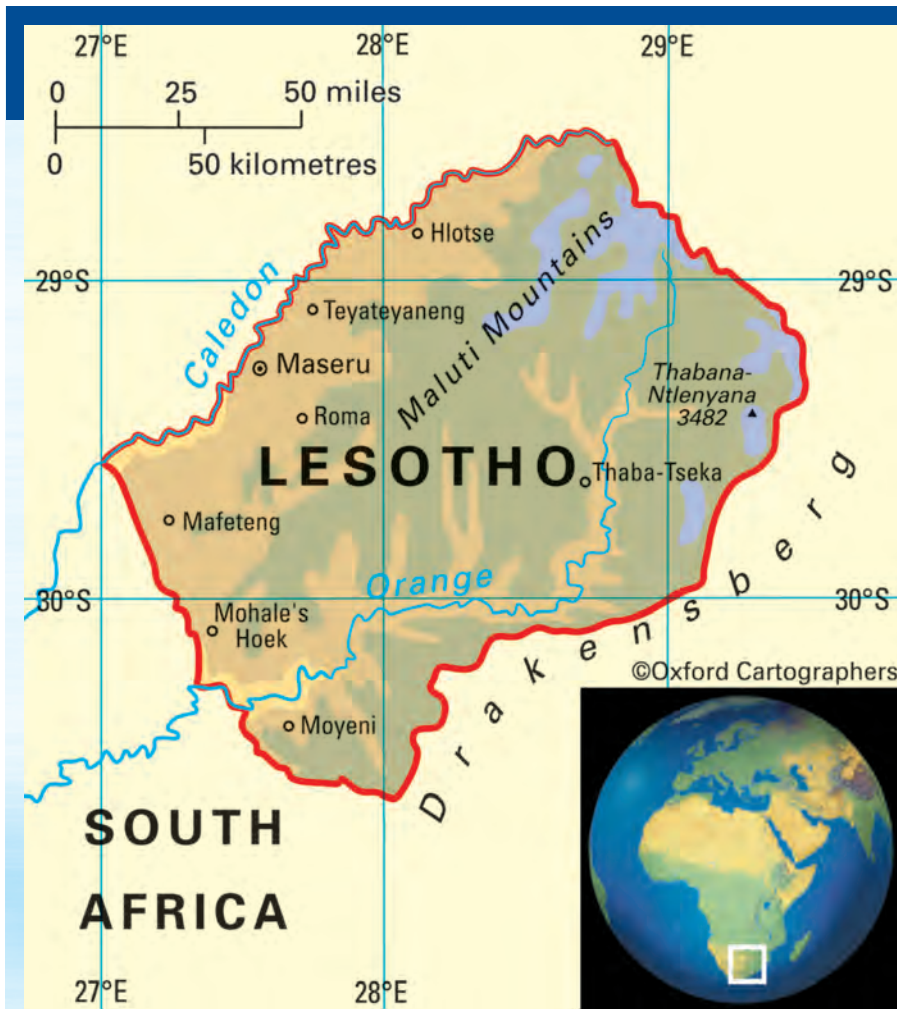 27°E 28°E 29°E
0 25 50 miles
0 50 kilometres
Hlotse
29°S 29°S
Caledon
Teyateyaneng
Maluti Mountains
Maseru
Thabana-
Ntlenyana
3482
Roma
LESOTHO
Thaba-Tseka
Mafeteng
Orange
30°S 30°S
Mohale's
Hoek
Drakensberg
©Oxford Cartographers
Moyeni
SOUTH
AFRICA
27°E 28°E